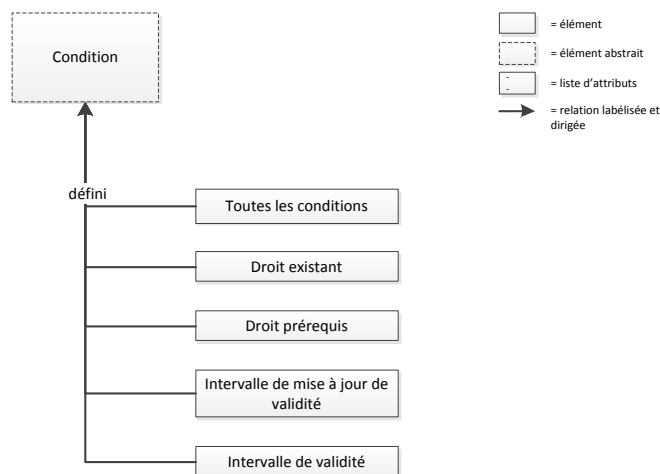 Condition
défini
Toutes les conditions
Droit existant
Droit prérequis
Intervalle de mise à jour de
validité
Intervalle de validité
= élément
= élément abstrait
= liste d'attributs
= relation labélisée et
dirigée